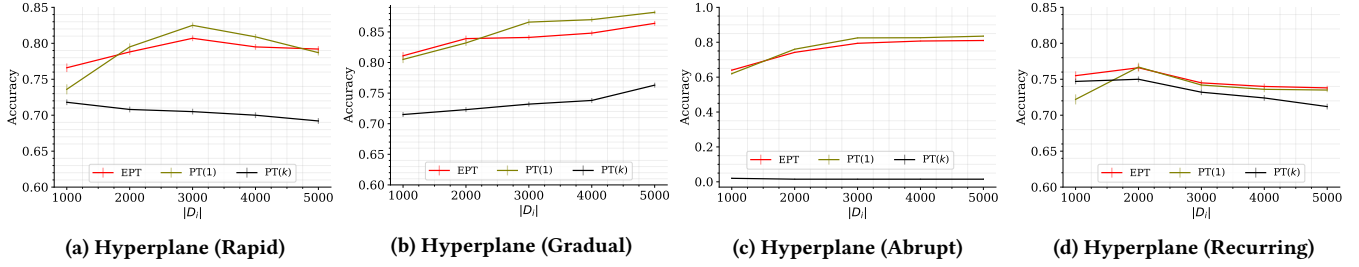 0.85
0.80
0.75
0.70
0.65
0.60
Accuracy
EPT PT(1) PT(k)
1000 2000 3000 4000 5000
|Dᵢ|
(a) Hyperplane (Rapid)
0.85
0.80
0.75
0.70
0.65
0.60
Accuracy
EPT PT(1) PT(k)
1000 2000 3000 4000 5000
|Dᵢ|
(b) Hyperplane (Gradual)
1.0
0.8
0.6
0.4
0.2
0.0
Accuracy
EPT PT(1) PT(k)
1000 2000 3000 4000 5000
|Dᵢ|
(c) Hyperplane (Abrupt)
0.85
0.80
0.75
0.70
0.65
0.60
Accuracy
EPT PT(1) PT(k)
1000 2000 3000 4000 5000
|Dᵢ|
(d) Hyperplane (Recurring)